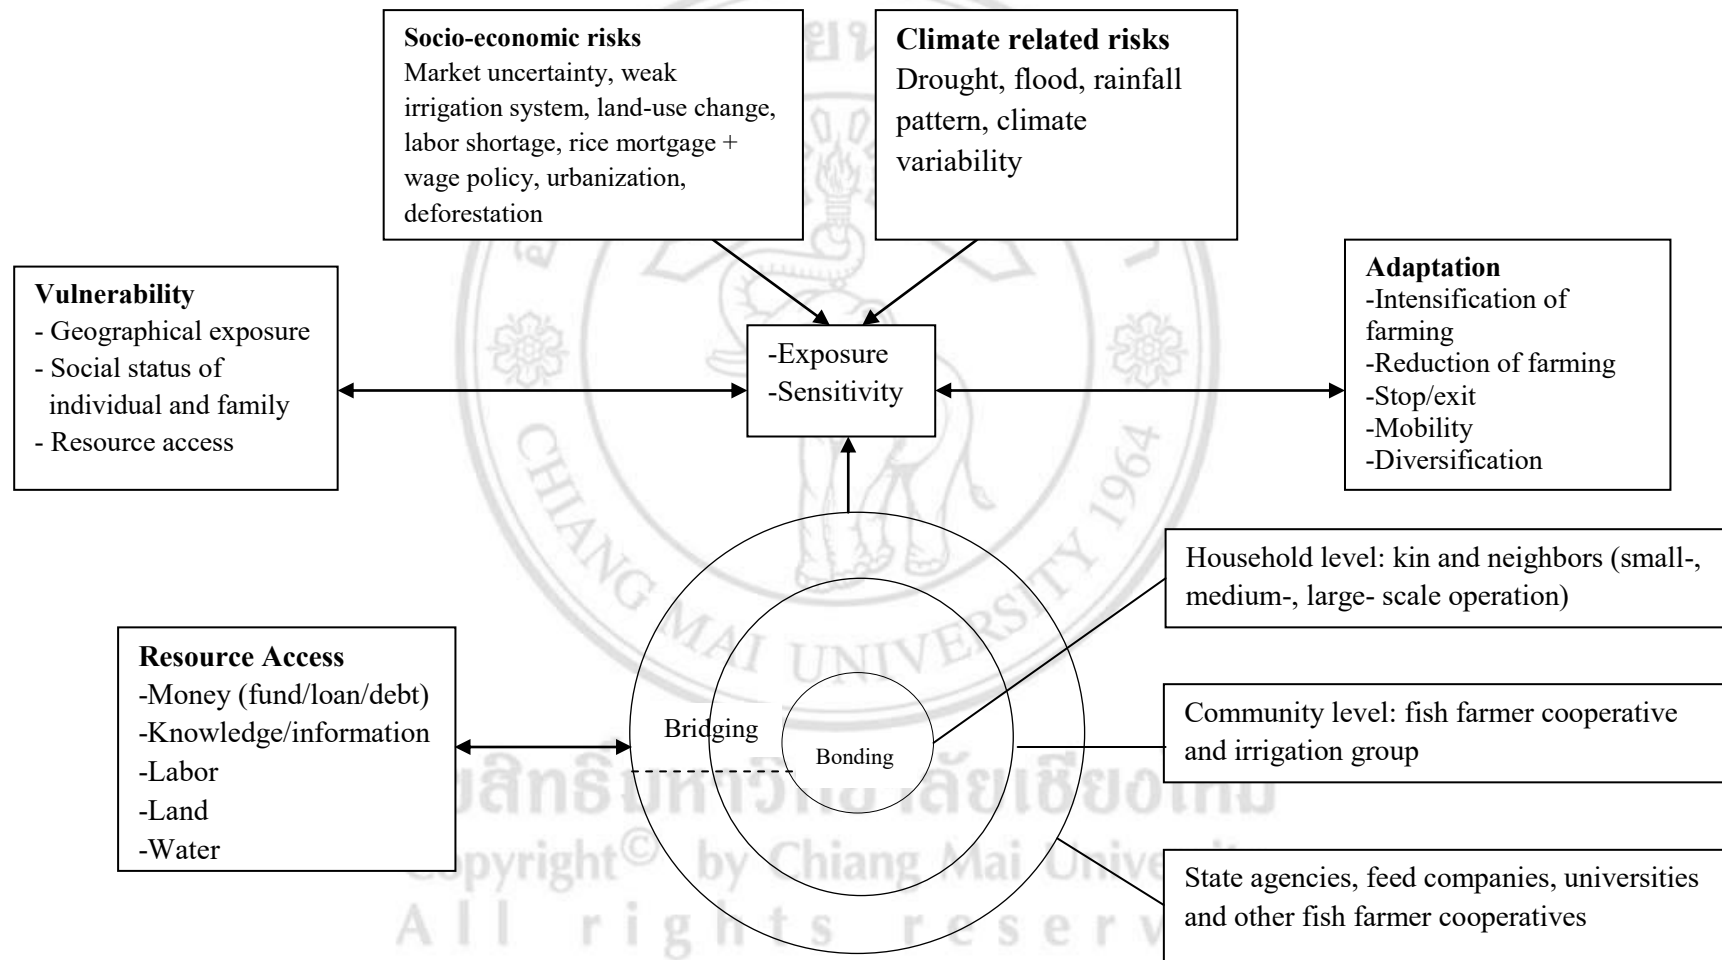 Socio-economic risks
Market uncertainty, weak
irrigation system, land-use change,
labor shortage, rice mortgage +
wage policy, urbanization,
deforestation
Climate related risks
Drought, flood, rainfall
pattern, climate
variability
Vulnerability
- Geographical exposure
- Social status of
individual and family
- Resource access
-Exposure
-Sensitivity
Adaptation
-Intensification of
farming
-Reduction of farming
-Stop/exit
-Mobility
-Diversification
Household level: kin and neighbors (small-,
medium-, large- scale operation)
Resource Access
-Money (fund/loan/debt)
-Knowledge/information
-Labor
-Land
-Water
Bridging
Bonding
Community level: fish farmer cooperative
and irrigation group
State agencies, feed companies, universities
and other fish farmer cooperatives
CHIANG MAI UNIVERSITY 1964
Copyright© by Chiang Mai
All rights